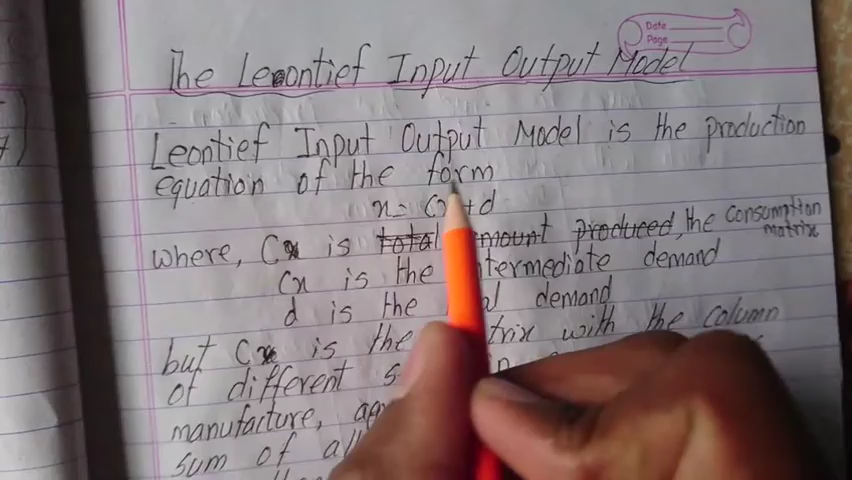 Date
Page
The Leontief Input Output Model
Leontief Input Output Model is the production
equation of the form
x = Cx + d
where, C is total amount produced, the consumption
matrix
Cx is the intermediate demand
d is the demand
but C is the with the column
of different
manufacture,
sum of all